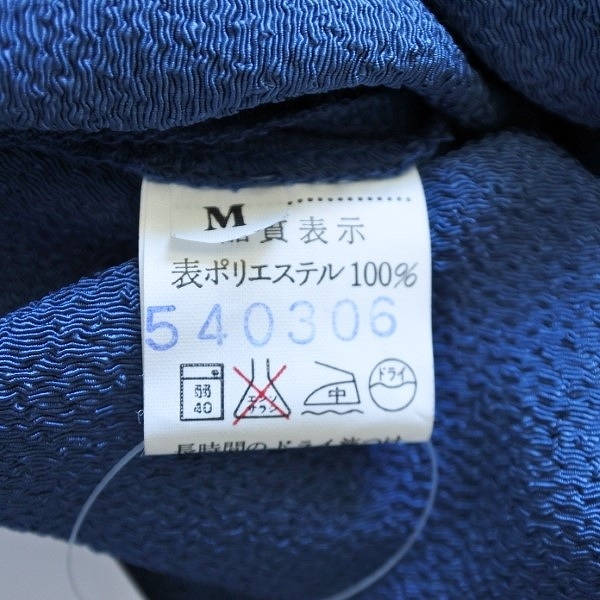 M
品質表示
表ポリエステル100%
540306
弱
40
エンソ
サラシ
中
ドライ